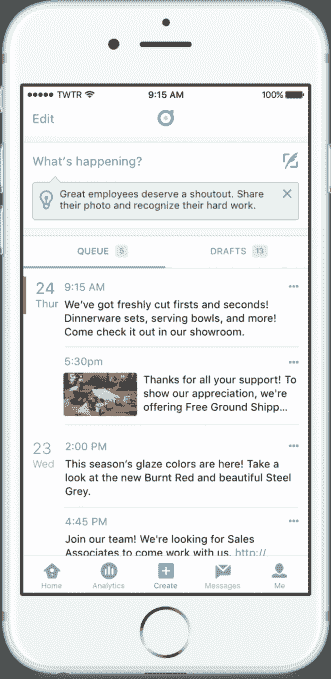 TWTR
9:15 AM
100%
Edit
What's happening?
Great employees deserve a shoutout. Share
their photo and recognize their hard work.
QUEUE 5
DRAFTS 13
24
Thur
9:15 AM
We've got freshly cut firsts and seconds!
Dinnerware sets, serving bowls, and more!
Come check it out in our showroom.
5:30pm
Thanks for all your support! To
show our appreciation, we're
offering Free Ground Shipp...
23
Wed
2:00 PM
This season's glaze colors are here! Take a
look at the new Burnt Red and beautiful Steel
Grey.
4:45 PM
Join our team! We're looking for Sales
Associates to come work with us. http://
Home
Analytics
Create
Messages
Me